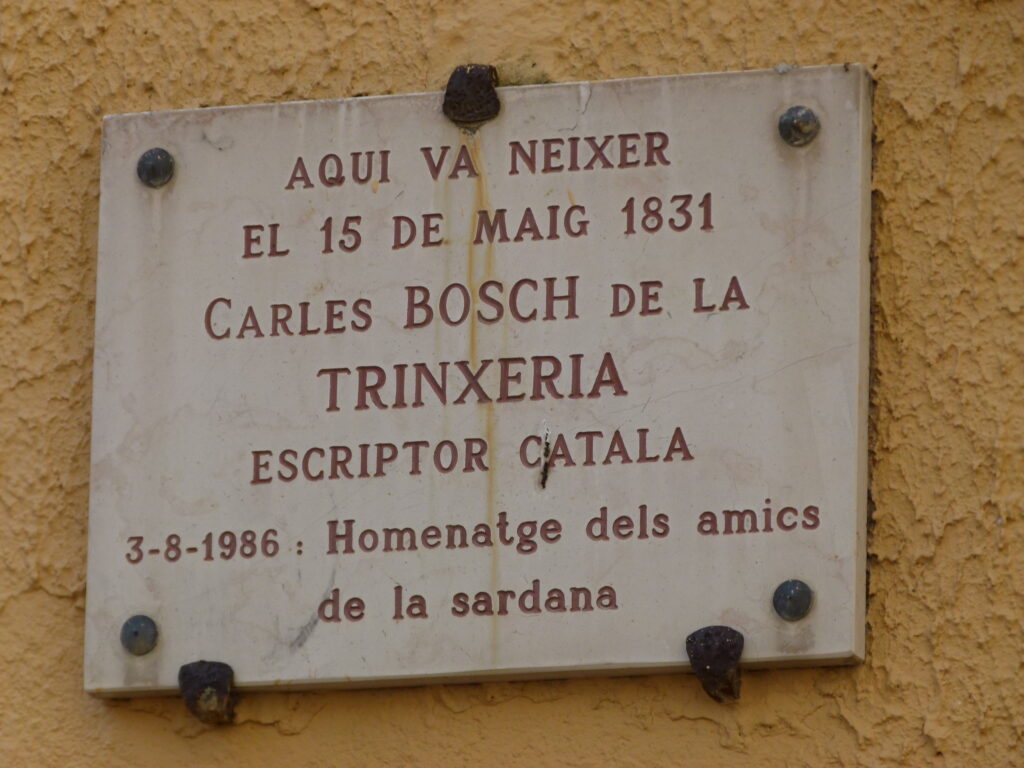 AQUI VA NEIXER
EL 15 DE MAIG 1831
CARLES BOSCH DE LA
TRINXERIA
ESCRIPTOR CATALA
3-8-1986 : Homenatge dels amics
de la sardana